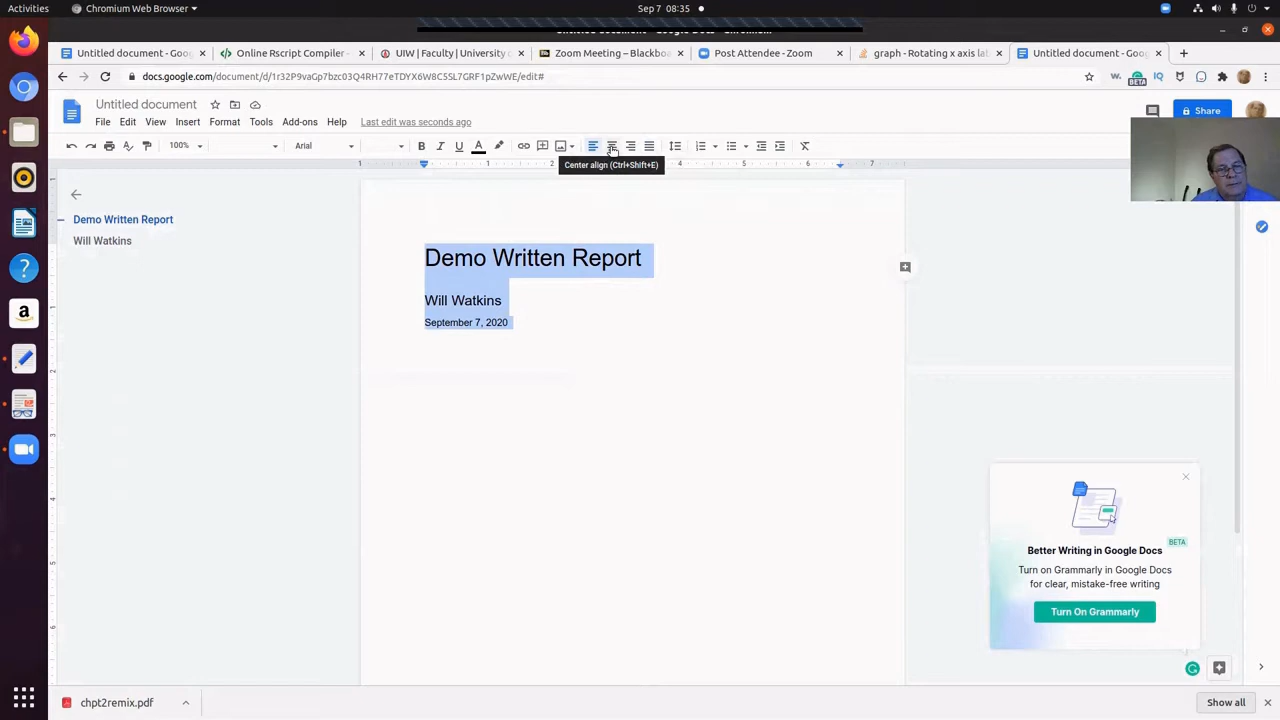 Activities
Chromium Web Browser
Sep 7 08:35
Untitled document - Goo
Online Rscript Compiler -
UIW | Faculty | University o
Zoom Meeting – Blackboa
Post Attendee - Zoom
graph - Rotating x axis lat
Untitled document - Goog
docs.google.com/document/d/1r32P9vaGp7bzc03Q4RH77eTDYX6W8C5SL7GRF1pZwWE/edit#
BETA
Untitled document
File Edit View Insert Format Tools Add-ons Help Last edit was seconds ago
Share
100%
Arial
Center align (Ctrl+Shift+E)
Demo Written Report
Will Watkins
Demo Written Report
Will Watkins
September 7, 2020
BETA
Better Writing in Google Docs
Turn on Grammarly in Google Docs
for clear, mistake-free writing
Turn On Grammarly
chpt2remix.pdf
Show all